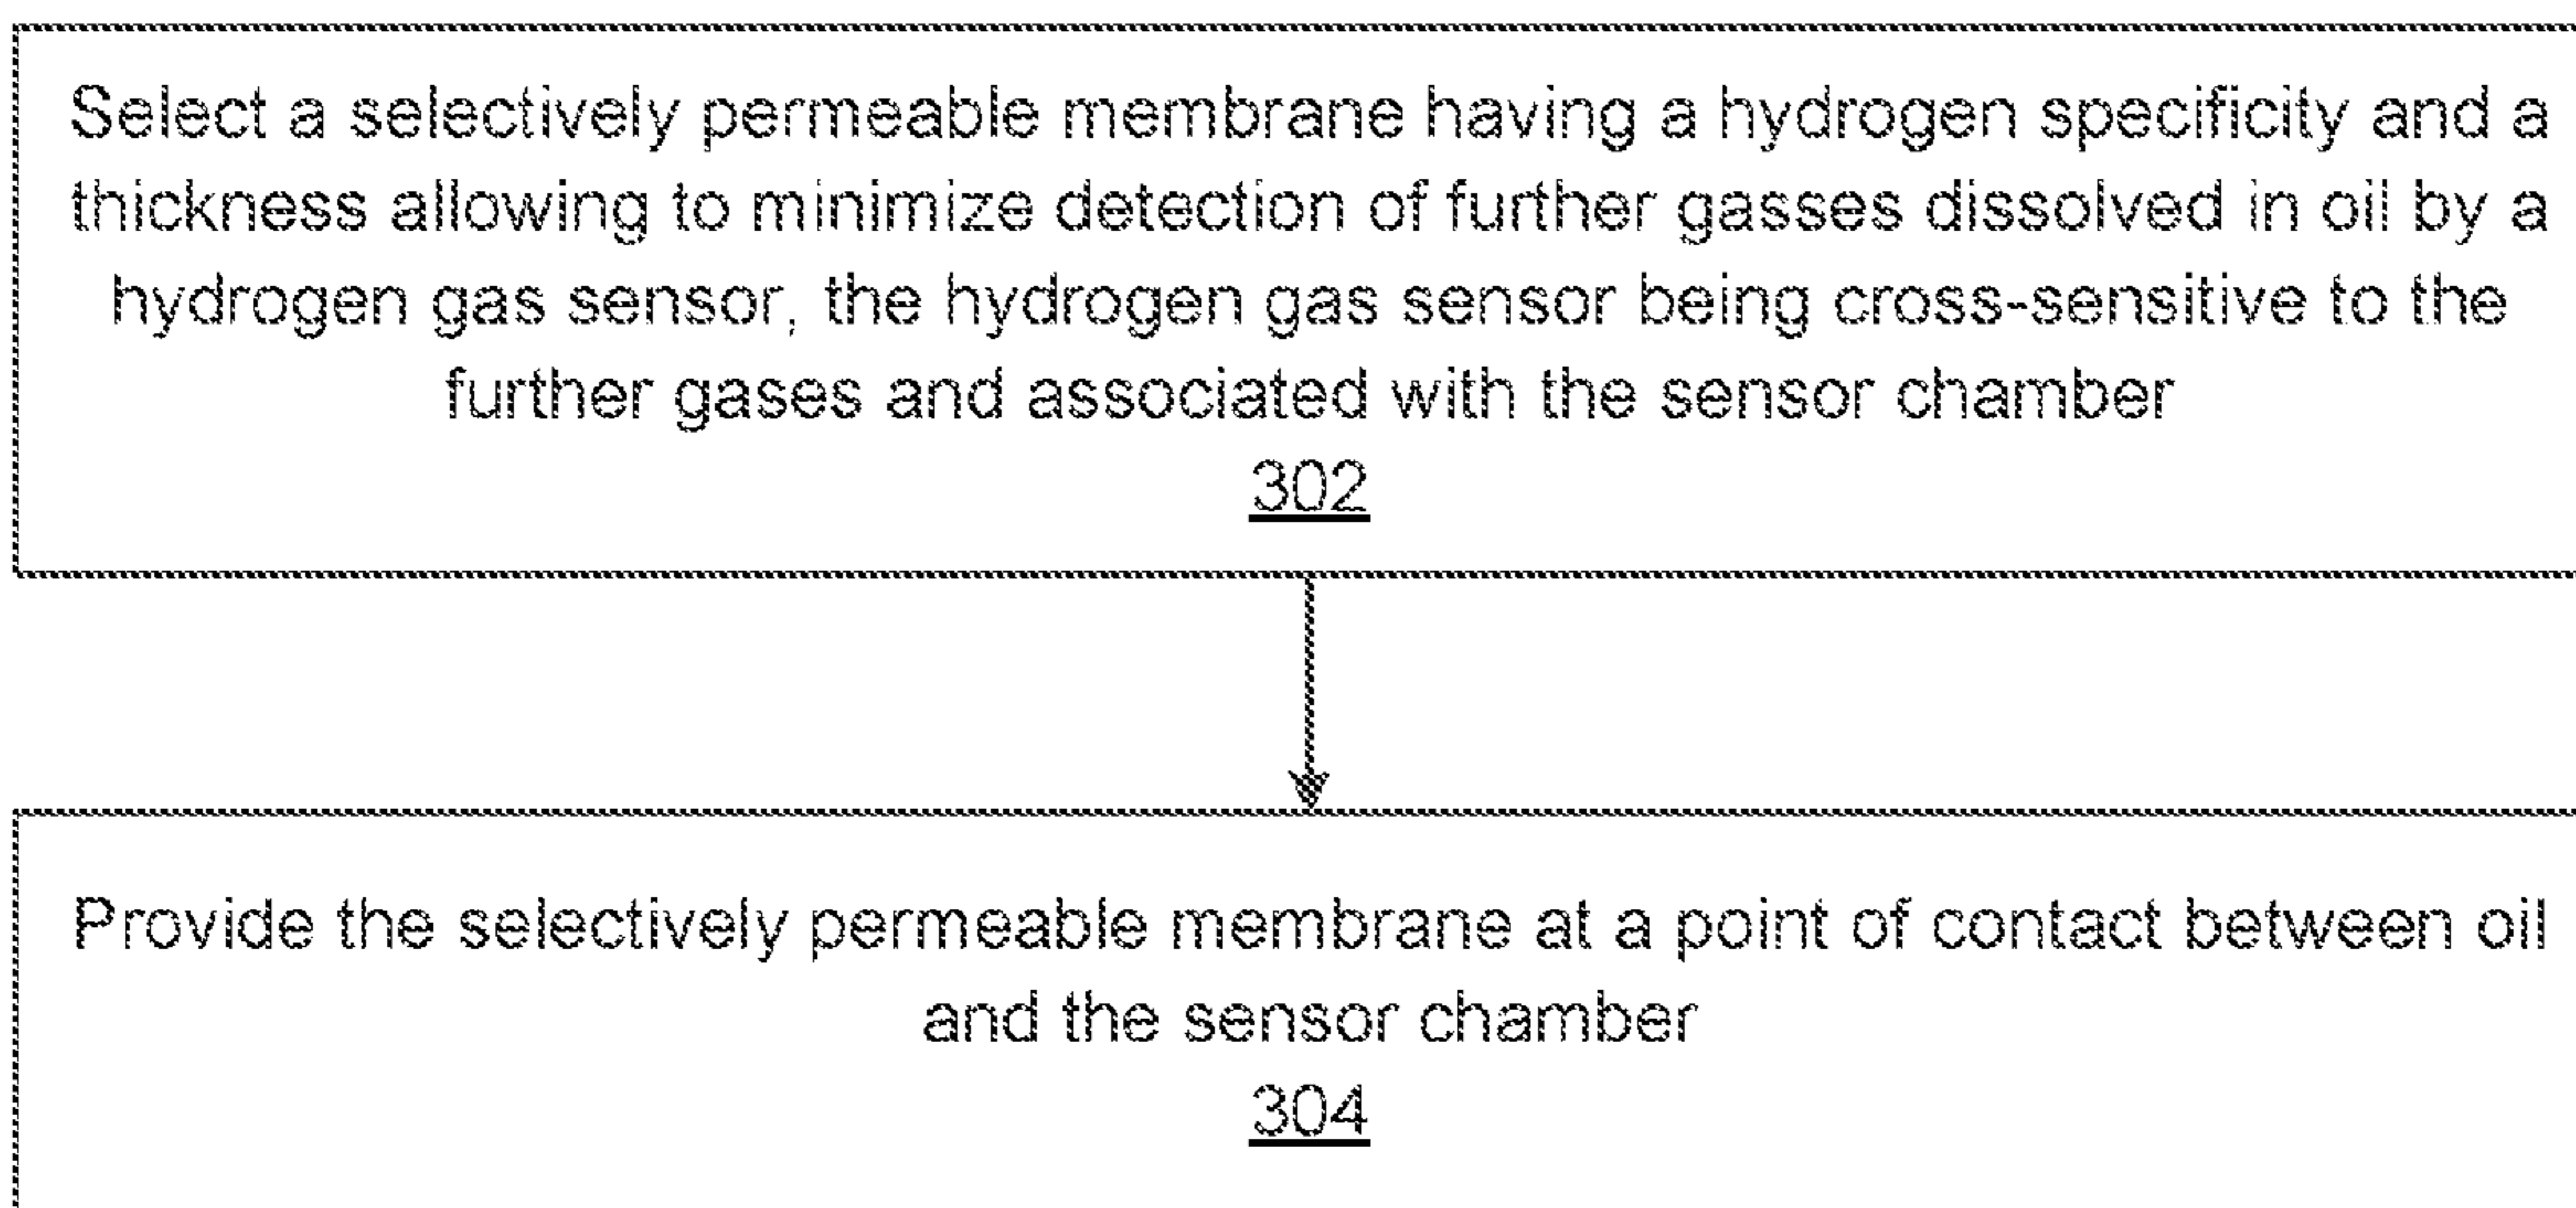 Select a selectively permeable membrane having a hydrogen specificity and a
thickness allowing to minimize detection of further gasses dissolved in oil by a
hydrogen gas sensor, the hydrogen gas sensor being cross-sensitive to the
further gases and associated with the sensor chamber
302
Provide the selectively permeable membrane at a point of contact between oil
and the sensor chamber
304